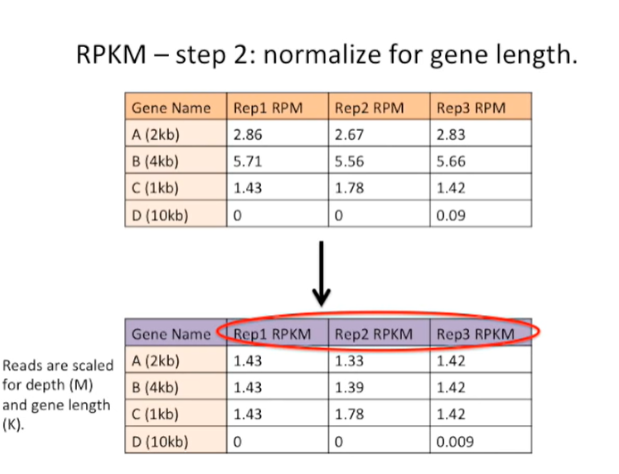 RPKM – step 2: normalize for gene length.
Gene Name Rep1 RPM Rep2 RPM Rep3 RPM
A (2kb) 2.86 2.67 2.83
B (4kb) 5.71 5.56 5.66
C (1kb) 1.43 1.78 1.42
D (10kb) 0 0 0.09
Gene Name Rep1 RPKM Rep2 RPKM Rep3 RPKM
A (2kb) 1.43 1.33 1.42
B (4kb) 1.43 1.39 1.42
C (1kb) 1.43 1.78 1.42
D (10kb) 0 0 0.009
Reads are scaled
for depth (M)
and gene length
(K).